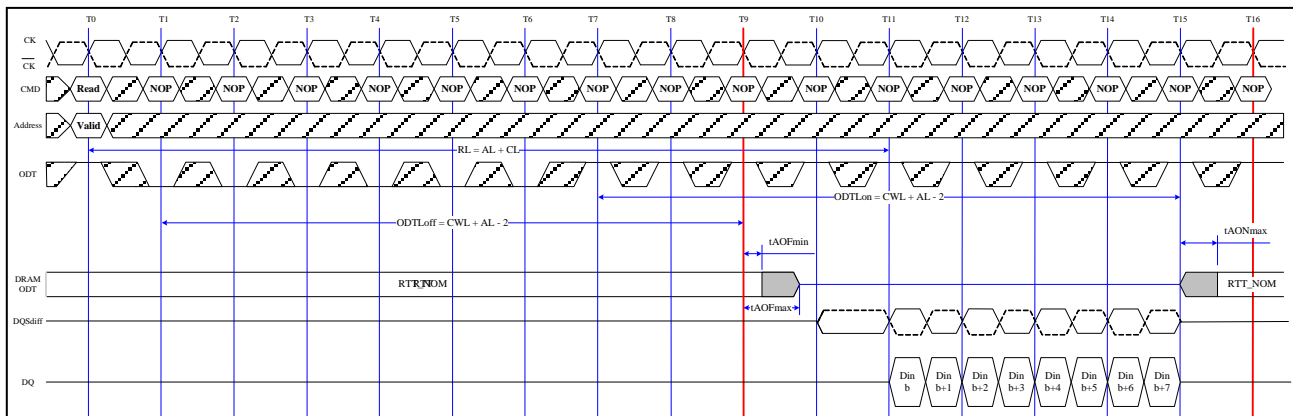 T0 T1 T2 T3 T4 T5 T6 T7 T8 T9 T10 T11 T12 T13 T14 T15 T16
CK
CK
CMD Read NOP NOP NOP NOP NOP NOP NOP NOP NOP NOP NOP NOP NOP NOP NOP NOP
Address Valid
RL = AL + CL
ODT
ODTLon = CWL + AL - 2
ODTLoff = CWL + AL - 2
tAOFmin
tAONmax
DRAM
ODT
RTT_NOM
RTT_NOM
tAOFmax
DQSdiff
DQ
Din b
Din b+1
Din b+2
Din b+3
Din b+4
Din b+5
Din b+6
Din b+7